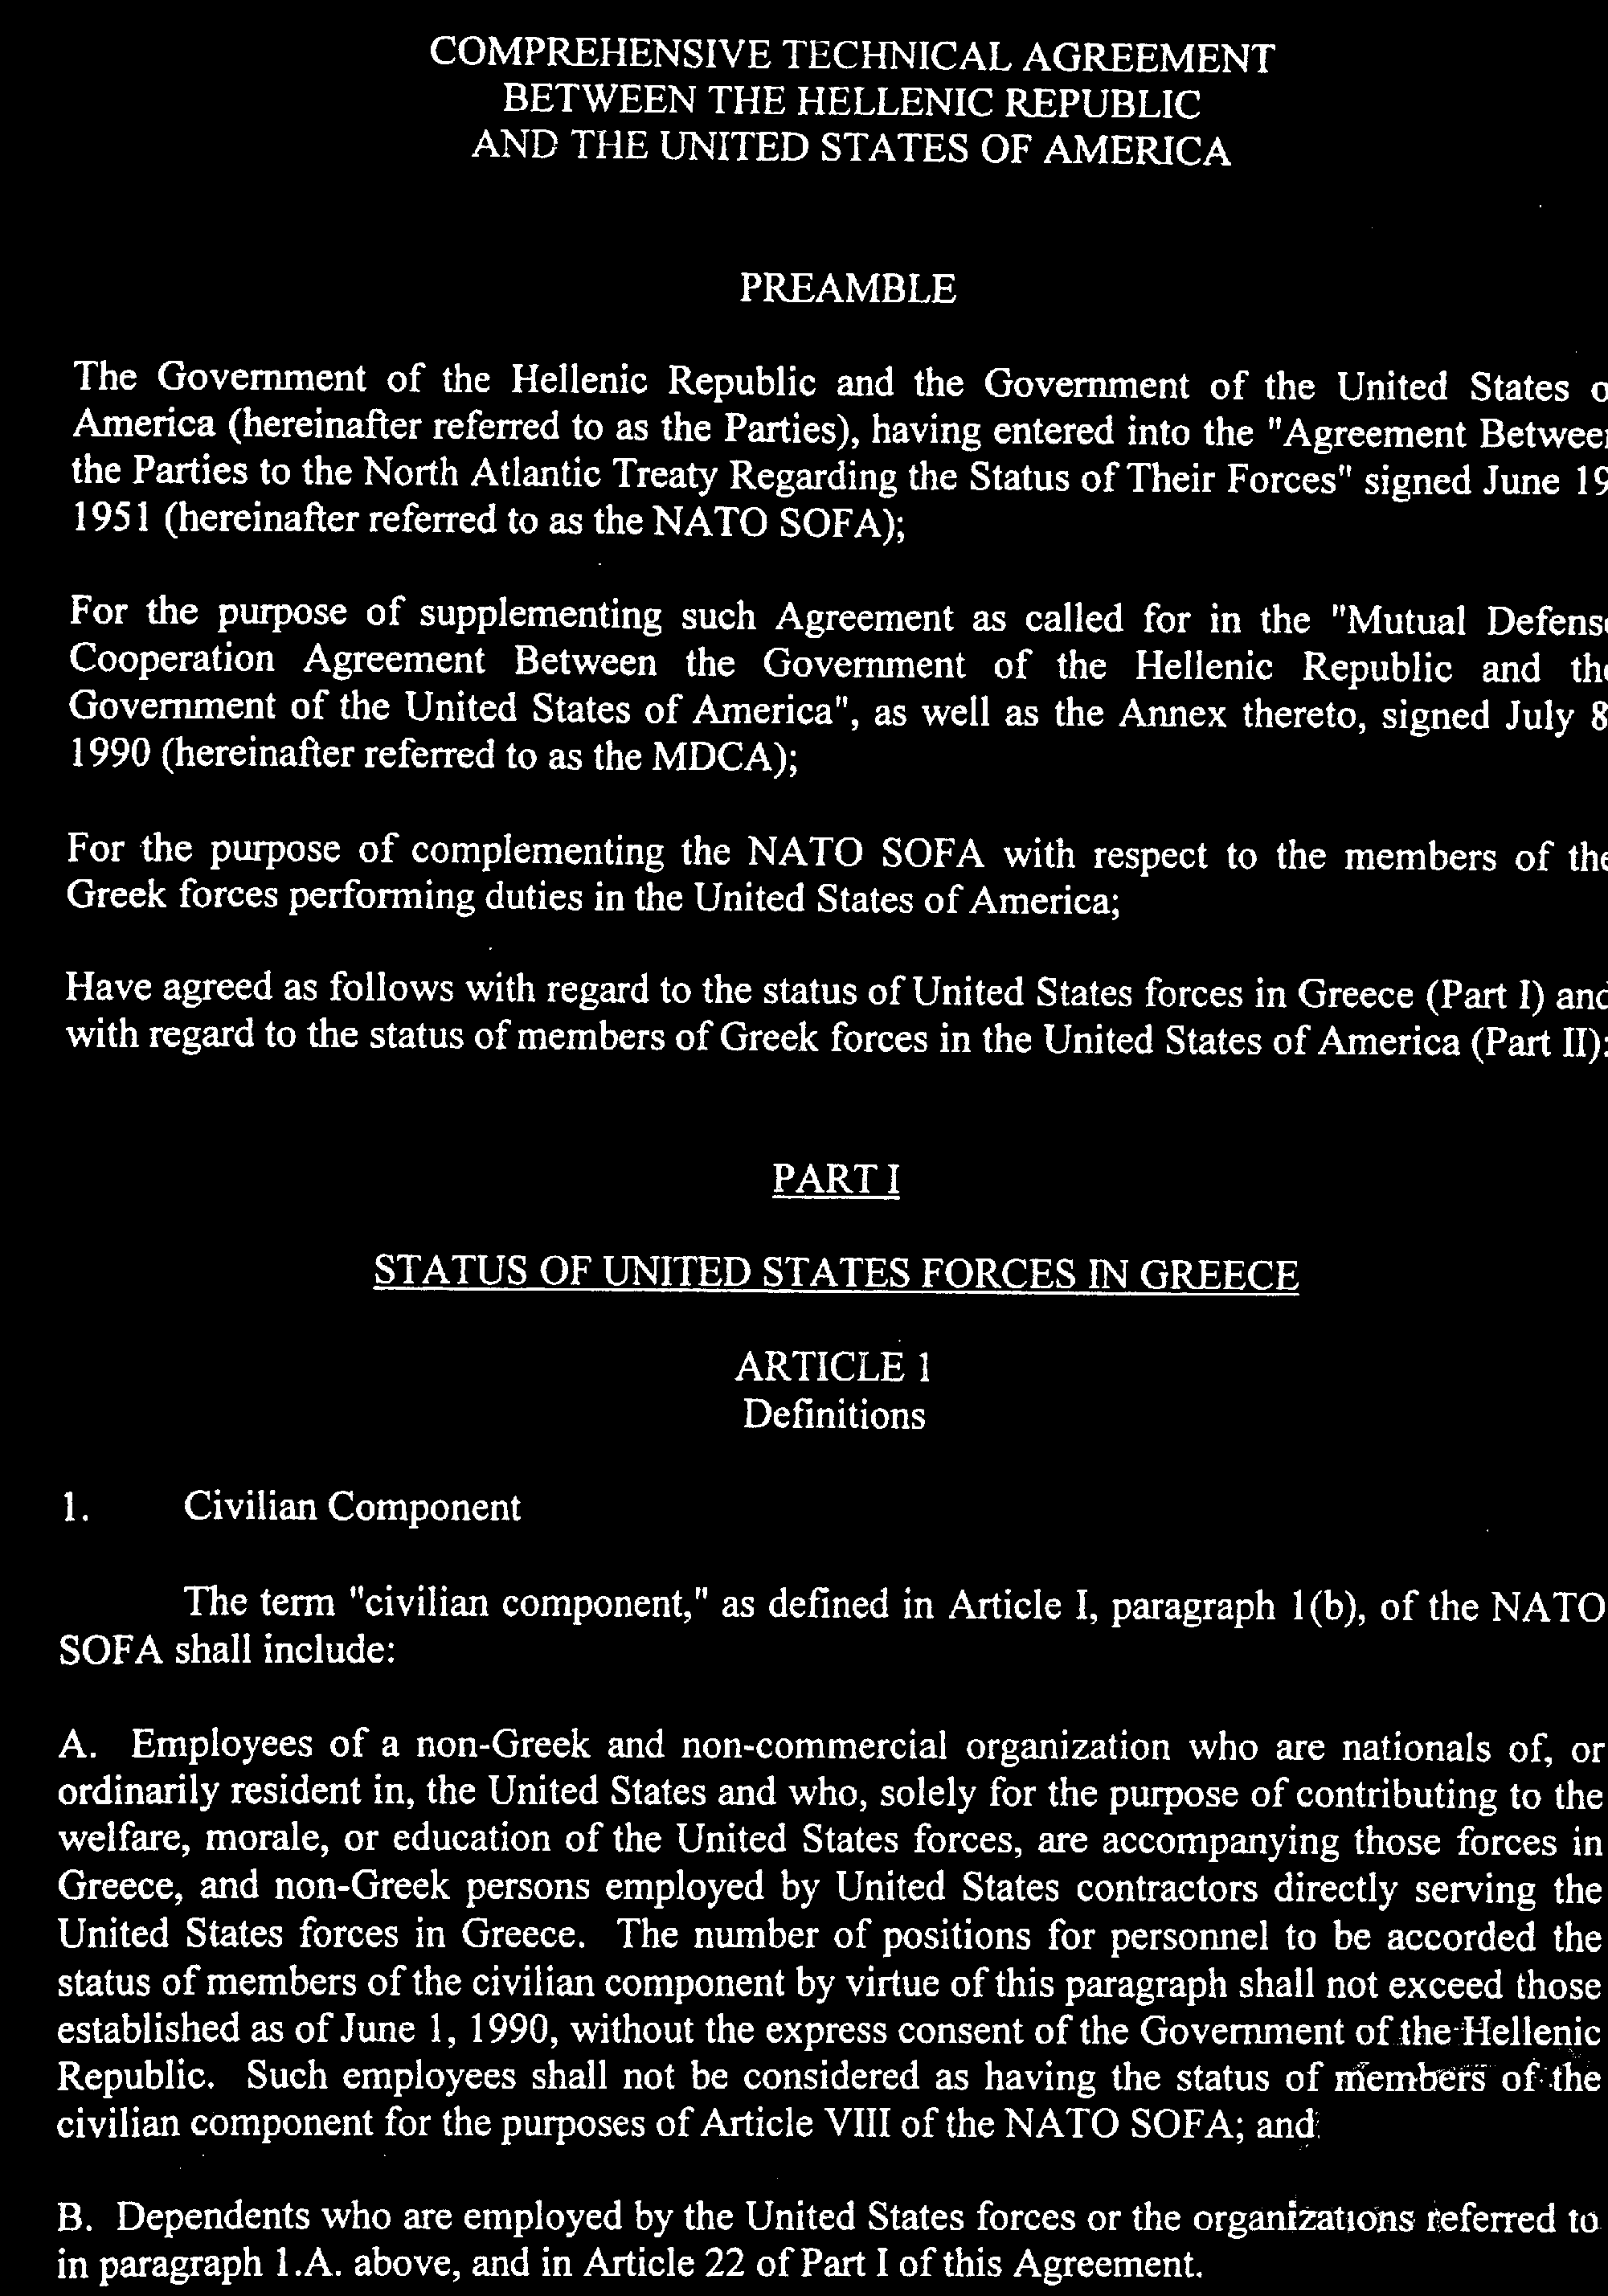 COMPREHENSIVE TECHNICAL AGREEMENT
BETWEEN THE HELLENIC REPUBLIC
AND THE UNITED STATES OF AMERICA
PREAMBLE
The Government of the Hellenic Republic and the Government of the United States o
America (hereinafter referred to as the Parties), having entered into the "Agreement Betwee
the Parties to the North Atlantic Treaty Regarding the Status of Their Forces" signed June 19
1951 (hereinafter referred to as the NATO SOFA);
For the purpose of supplementing such Agreement as called for in the "Mutual Defens
Cooperation Agreement Between the Government of the Hellenic Republic and th
Government of the United States of America", as well as the Annex thereto, signed July 8
1990 (hereinafter referred to as the MDCA);
For the purpose of complementing the NATO SOFA with respect to the members of the
Greek forces performing duties in the United States of America;
Have agreed as follows with regard to the status of United States forces in Greece (Part I) and
with regard to the status of members of Greek forces in the United States of America (Part II):
PART I
STATUS OF UNITED STATES FORCES IN GREECE
ARTICLE 1
Definitions
1. Civilian Component
The term "civilian component," as defined in Article I, paragraph 1(b), of the NATO
SOFA shall include:
A. Employees of a non-Greek and non-commercial organization who are nationals of, or
ordinarily resident in, the United States and who, solely for the purpose of contributing to the
welfare, morale, or education of the United States forces, are accompanying those forces in
Greece, and non-Greek persons employed by United States contractors directly serving the
United States forces in Greece. The number of positions for personnel to be accorded the
status of members of the civilian component by virtue of this paragraph shall not exceed those
established as of June 1, 1990, without the express consent of the Government of the Hellenic
Republic. Such employees shall not be considered as having the status of members of the
civilian component for the purposes of Article VIII of the NATO SOFA; and
B. Dependents who are employed by the United States forces or the organizations referred to
in paragraph 1.A. above, and in Article 22 of Part I of this Agreement.